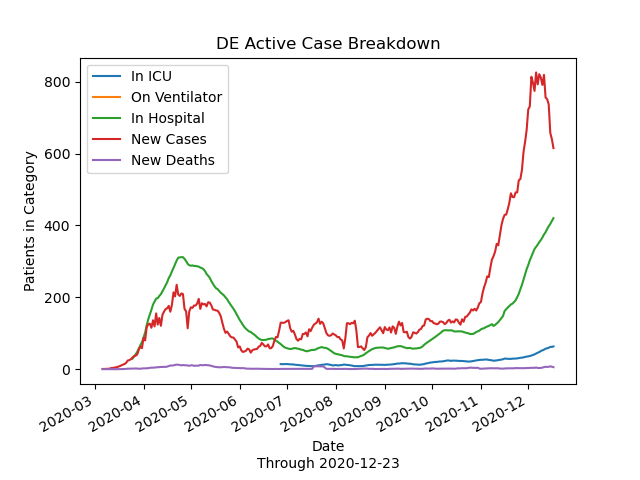 DE Active Case Breakdown
In ICU
On Ventilator
In Hospital
New Cases
New Deaths
Patients in Category
800
600
400
200
0
2020-03
2020-04
2020-05
2020-06
2020-07
2020-08
2020-09
2020-10
2020-11
2020-12
Date
Through 2020-12-23